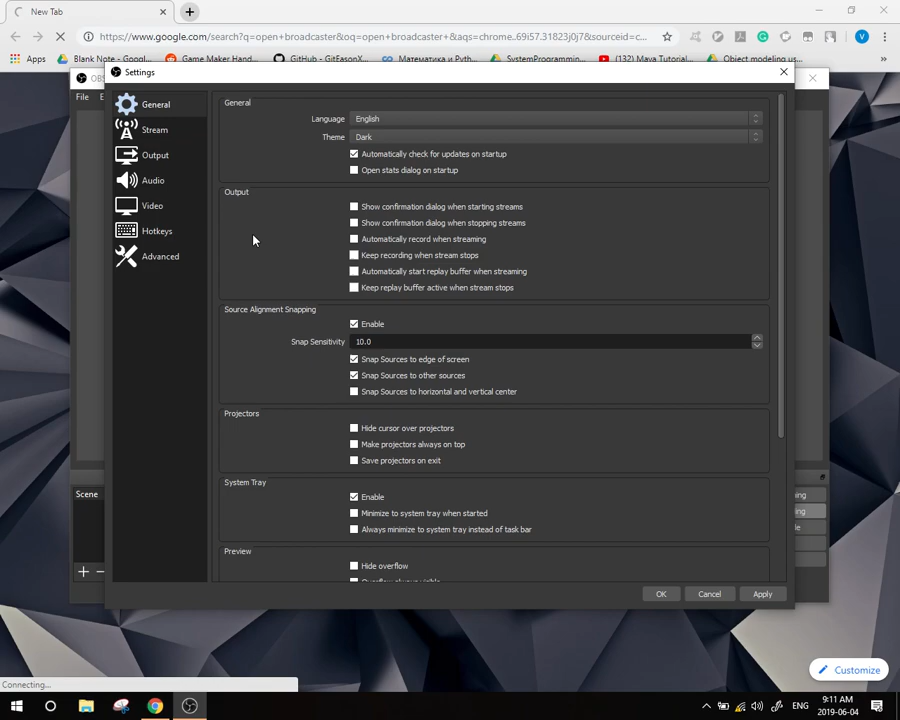 New Tab
https://www.google.com/search?q=open+broadcaster&oq=open+broadcaster+&aqs=chrome..69i57.31823j0j7&sourceid=c...
Apps
Blank Note - Googl...
Game Maker Hand...
GitHub - GitFasonX...
Математика и Pyth...
SystemProgramming...
(132) Maya Tutorial...
Object modeling us...
OBS
File
Settings
General
Stream
Output
Audio
Video
Hotkeys
Advanced
General
Language English
Theme Dark
Automatically check for updates on startup
Open stats dialog on startup
Output
Show confirmation dialog when starting streams
Show confirmation dialog when stopping streams
Automatically record when streaming
Keep recording when stream stops
Automatically start replay buffer when streaming
Keep replay buffer active when stream stops
Source Alignment Snapping
Enable
Snap Sensitivity 10.0
Snap Sources to edge of screen
Snap Sources to other sources
Snap Sources to horizontal and vertical center
Projectors
Hide cursor over projectors
Make projectors always on top
Save projectors on exit
System Tray
Enable
Minimize to system tray when started
Always minimize to system tray instead of task bar
Preview
Hide overflow
Overflow always visible
OK
Cancel
Apply
Scene
Customize
Connecting...
ENG
9:11 AM
2019-06-04